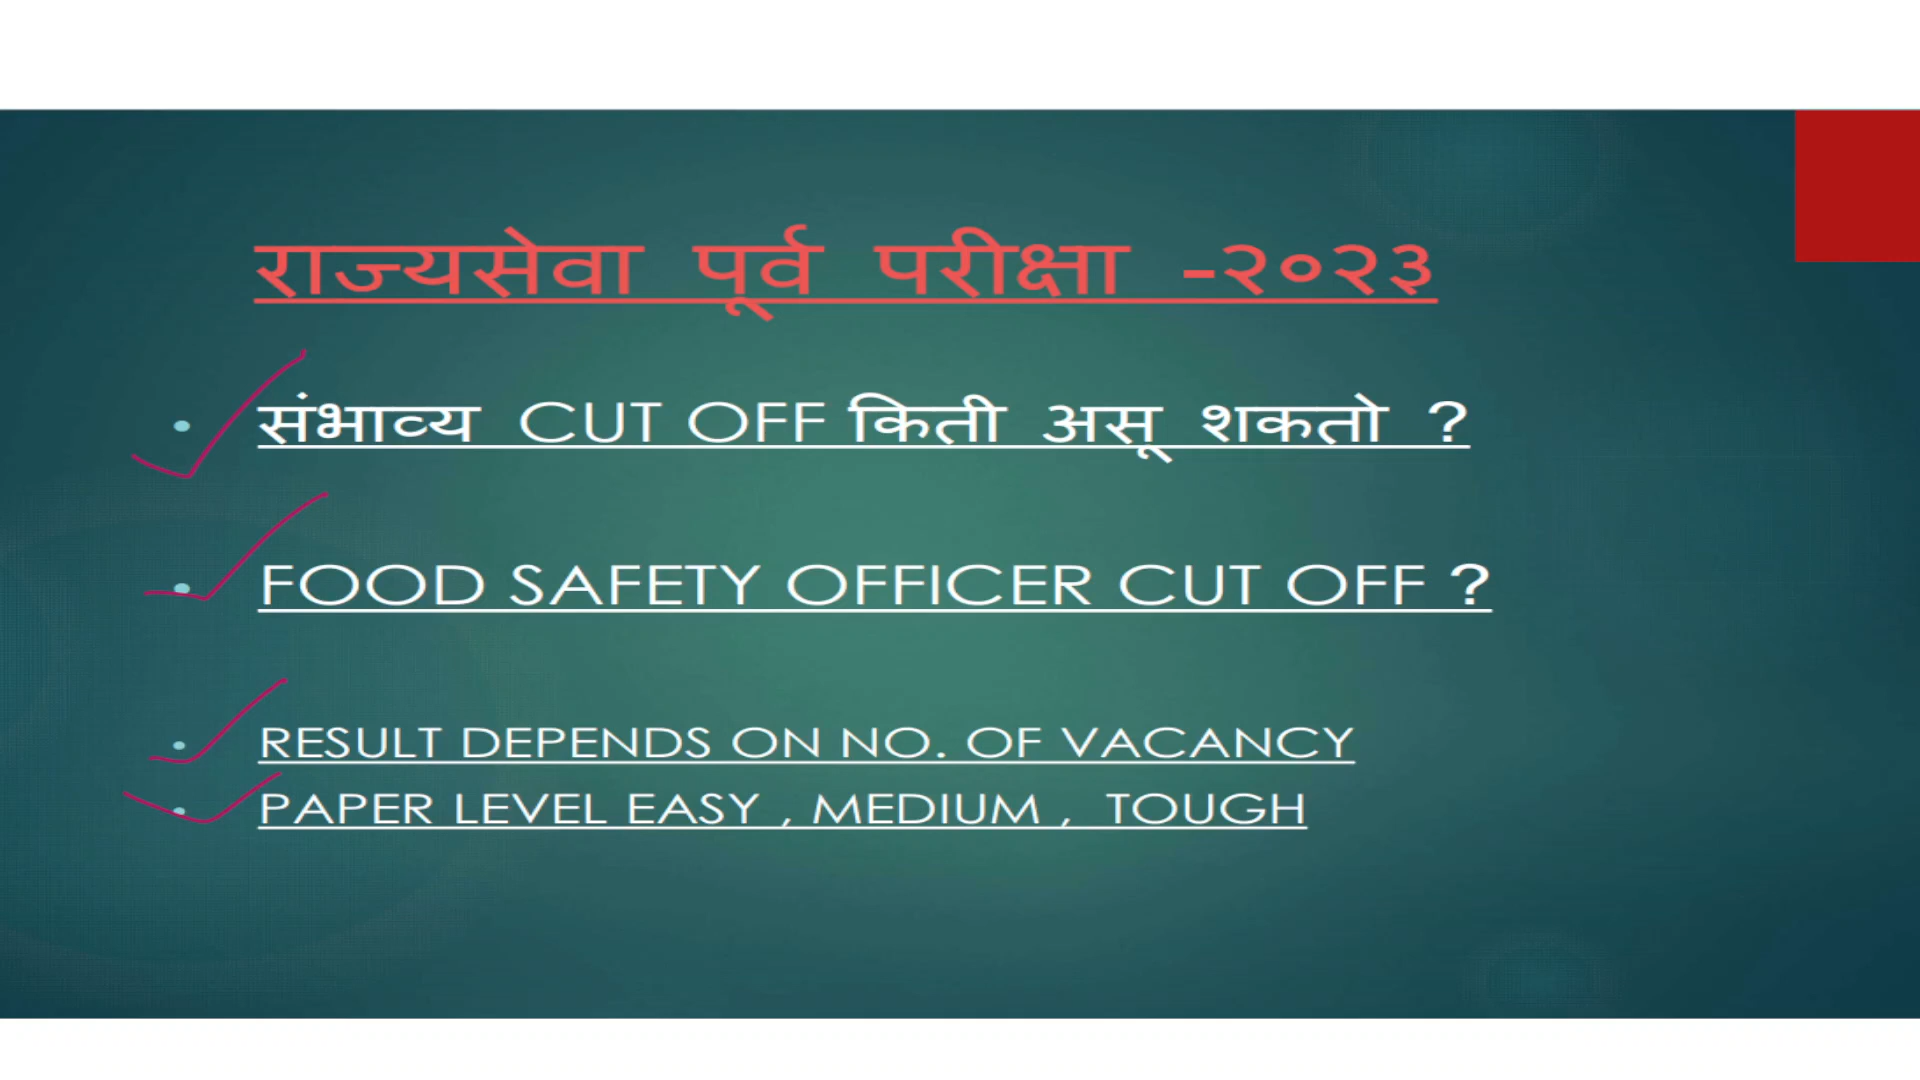 राज्यसेवा पूर्व परीक्षा -२०२३
संभाव्य CUT OFF किती असू शकतो ?
FOOD SAFETY OFFICER CUT OFF ?
RESULT DEPENDS ON NO. OF VACANCY
PAPER LEVEL EASY , MEDIUM , TOUGH